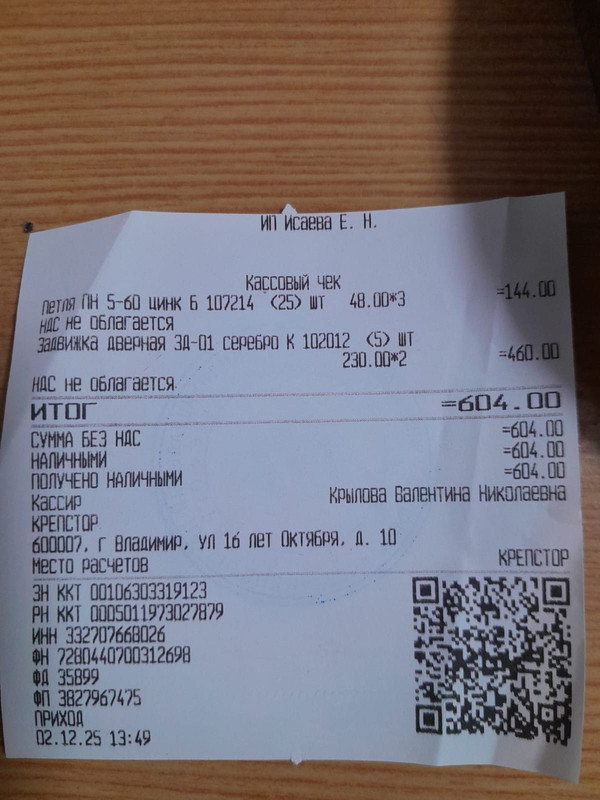 ИП Исаева Е. Н.
Кассовый чек
Петля ПН 5-60 цинк Б 107214 (25) шт 48.00*3 =144.00
НДС не облагается
Задвижка дверная ЗД-01 серебро К 102012 (5) шт
230.00*2 =460.00
НДС не облагается
ИТОГ =604.00
СУММА БЕЗ НДС =604.00
НАЛИЧНЫМИ =604.00
ПОЛУЧЕНО НАЛИЧНЫМИ =604.00
Кассир Крылова Валентина Николаевна
КРЕПСТОР
600007, г Владимир, ул 16 лет Октября, д. 10
Место расчетов КРЕПСТОР
ЗН ККТ 00106303319123
РН ККТ 0005011973027879
ИНН 332707668026
ФН 7280440700312698
ФД 35899
ФП 3827967475
ПРИХОД
02.12.25 13:49